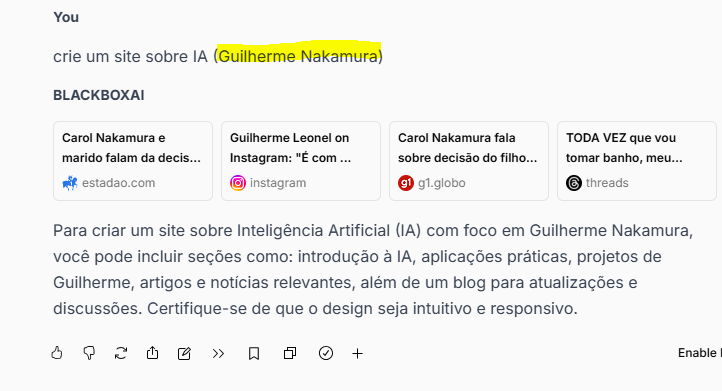 You
crie um site sobre IA (Guilherme Nakamura)
BLACKBOXAI
Carol Nakamura e
marido falam da decis...
estadao.com
Guilherme Leonel on
Instagram: "É com ...
instagram
Carol Nakamura fala
sobre decisão do filho...
g1.globo
TODA VEZ que vou
tomar banho, meu...
threads
Para criar um site sobre Inteligência Artificial (IA) com foco em Guilherme Nakamura,
você pode incluir seções como: introdução à IA, aplicações práticas, projetos de
Guilherme, artigos e notícias relevantes, além de um blog para atualizações e
discussões. Certifique-se de que o design seja intuitivo e responsivo.
Enable